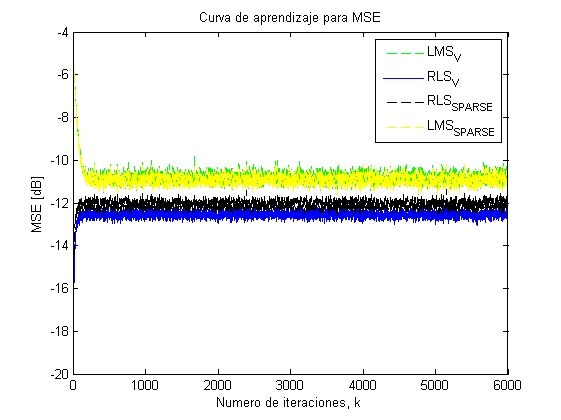 Curva de aprendizaje para MSE
-4
-6
-8
-10
-12
-14
-16
-18
-20
MSE [dB]
LMS_V
RLS_V
RLS_SPARSE
LMS_SPARSE
0 1000 2000 3000 4000 5000 6000
Numero de iteraciones, k